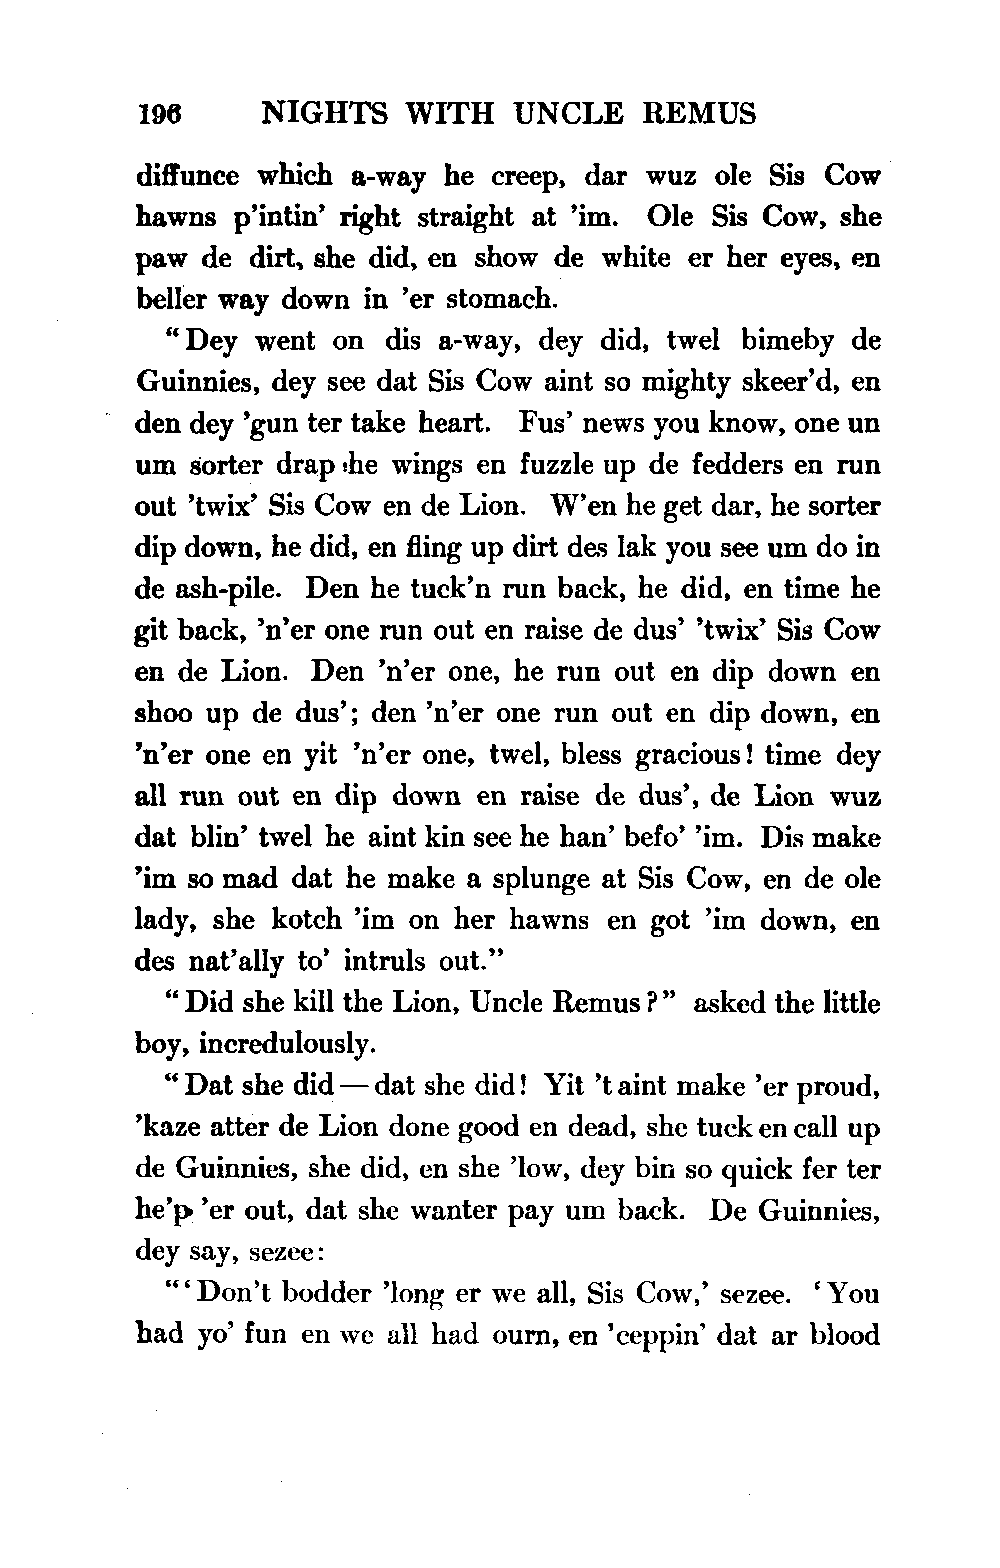 196 NIGHTS WITH UNCLE REMUS
diffunce which a-way he creep, dar wuz ole Sis Cow
hawns p'intin' right straight at 'im. Ole Sis Cow, she
paw de dirt, she did, en show de white er her eyes, en
beller way down in 'er stomach.
"Dey went on dis a-way, dey did, twel bimeby de
Guinnies, dey see dat Sis Cow aint so mighty skeer'd, en
den dey 'gun ter take heart. Fus' news you know, one un
um sorter drap :he wings en fuzzle up de fedders en run
out 'twix' Sis Cow en de Lion. W'en he get dar, he sorter
dip down, he did, en fling up dirt des lak you see um do in
de ash-pile. Den he tuck'n run back, he did, en time he
git back, 'n'er one run out en raise de dus' 'twix' Sis Cow
en de Lion. Den 'n'er one, he run out en dip down en
shoo up de dus'; den 'n'er one run out en dip down, en
'n'er one en yit 'n'er one, twel, bless gracious! time dey
all run out en dip down en raise de dus', de Lion wuz
dat blin' twel he aint kin see he han' befo' 'im. Dis make
'im so mad dat he make a splunge at Sis Cow, en de ole
lady, she kotch 'im on her hawns en got 'im down, en
des nat'ally to' intruls out."
"Did she kill the Lion, Uncle Remus?" asked the little
boy, incredulously.
"Dat she did — dat she did! Yit 't aint make 'er proud,
'kaze atter de Lion done good en dead, she tuck en call up
de Guinnies, she did, en she 'low, dey bin so quick fer ter
he'p 'er out, dat she wanter pay um back. De Guinnies,
dey say, sezee:
"'Don't bodder 'long er we all, Sis Cow,' sezee. 'You
had yo' fun en we all had ourn, en 'ceppin' dat ar blood